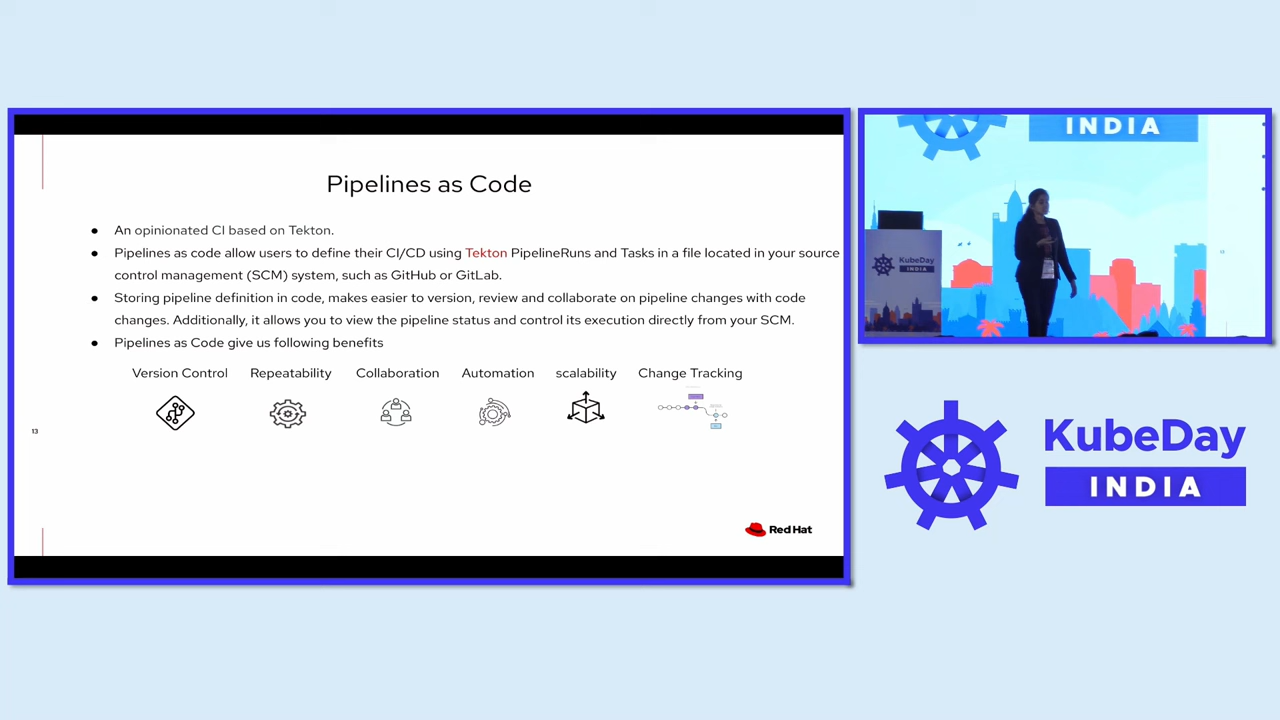 Pipelines as Code
● An opinionated CI based on Tekton.
● Pipelines as code allow users to define their CI/CD using Tekton PipelineRuns and Tasks in a file located in your source
control management (SCM) system, such as GitHub or GitLab.
● Storing pipeline definition in code, makes easier to version, review and collaborate on pipeline changes with code
changes. Additionally, it allows you to view the pipeline status and control its execution directly from your SCM.
● Pipelines as Code give us following benefits
Version Control Repeatability Collaboration Automation scalability Change Tracking
13
Red Hat
INDIA
KubeDay
INDIA
KubeDay
INDIA